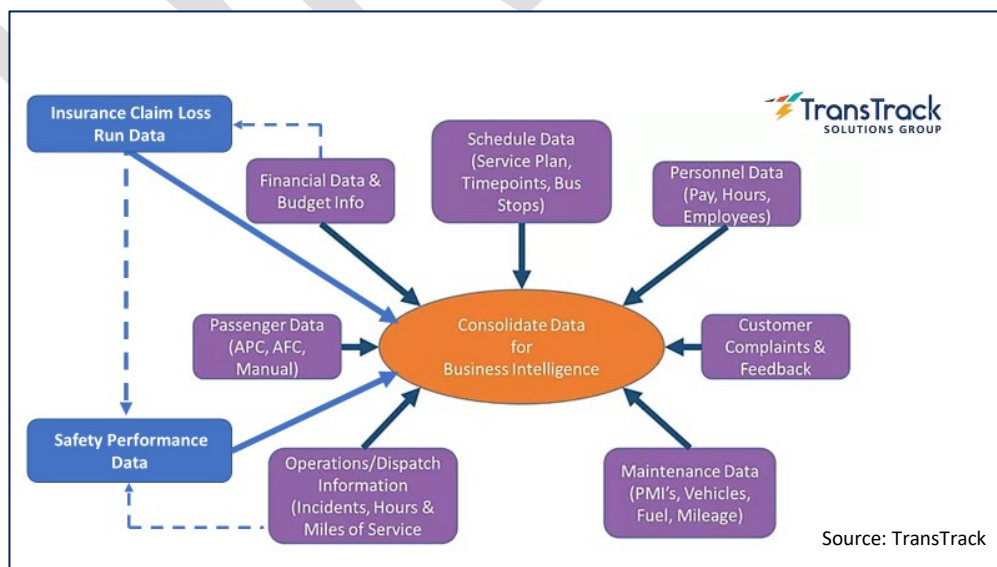 Insurance Claim Loss
Run Data
TransTrack
SOLUTIONS GROUP
Schedule Data
(Service Plan,
Timepoints, Bus
Stops)
Financial Data &
Budget Info
Personnel Data
(Pay, Hours,
Employees)
Passenger Data
(APC, AFC,
Manual)
Consolidate Data
for
Business Intelligence
Customer
Complaints &
Feedback
Safety Performance
Data
Operations/Dispatch
Information
(Incidents, Hours &
Miles of Service
Maintenance Data
(PMI's, Vehicles,
Fuel, Mileage)
Source: TransTrack